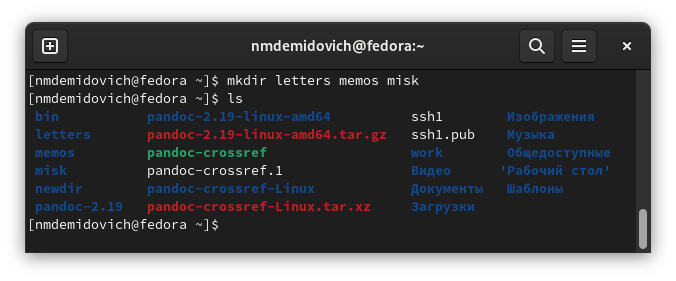 nmdemidovich@fedora:~
[nmdemidovich@fedora ~]$ mkdir letters memos misk
[nmdemidovich@fedora ~]$ ls
bin pandoc-2.19-linux-amd64 ssh1 Изображения
letters pandoc-2.19-linux-amd64.tar.gz ssh1.pub Музыка
memos pandoc-crossref work Общедоступные
misk pandoc-crossref.1 Видео 'Рабочий стол'
newdir pandoc-crossref-Linux Документы Шаблоны
pandoc-2.19 pandoc-crossref-Linux.tar.xz Загрузки
[nmdemidovich@fedora ~]$